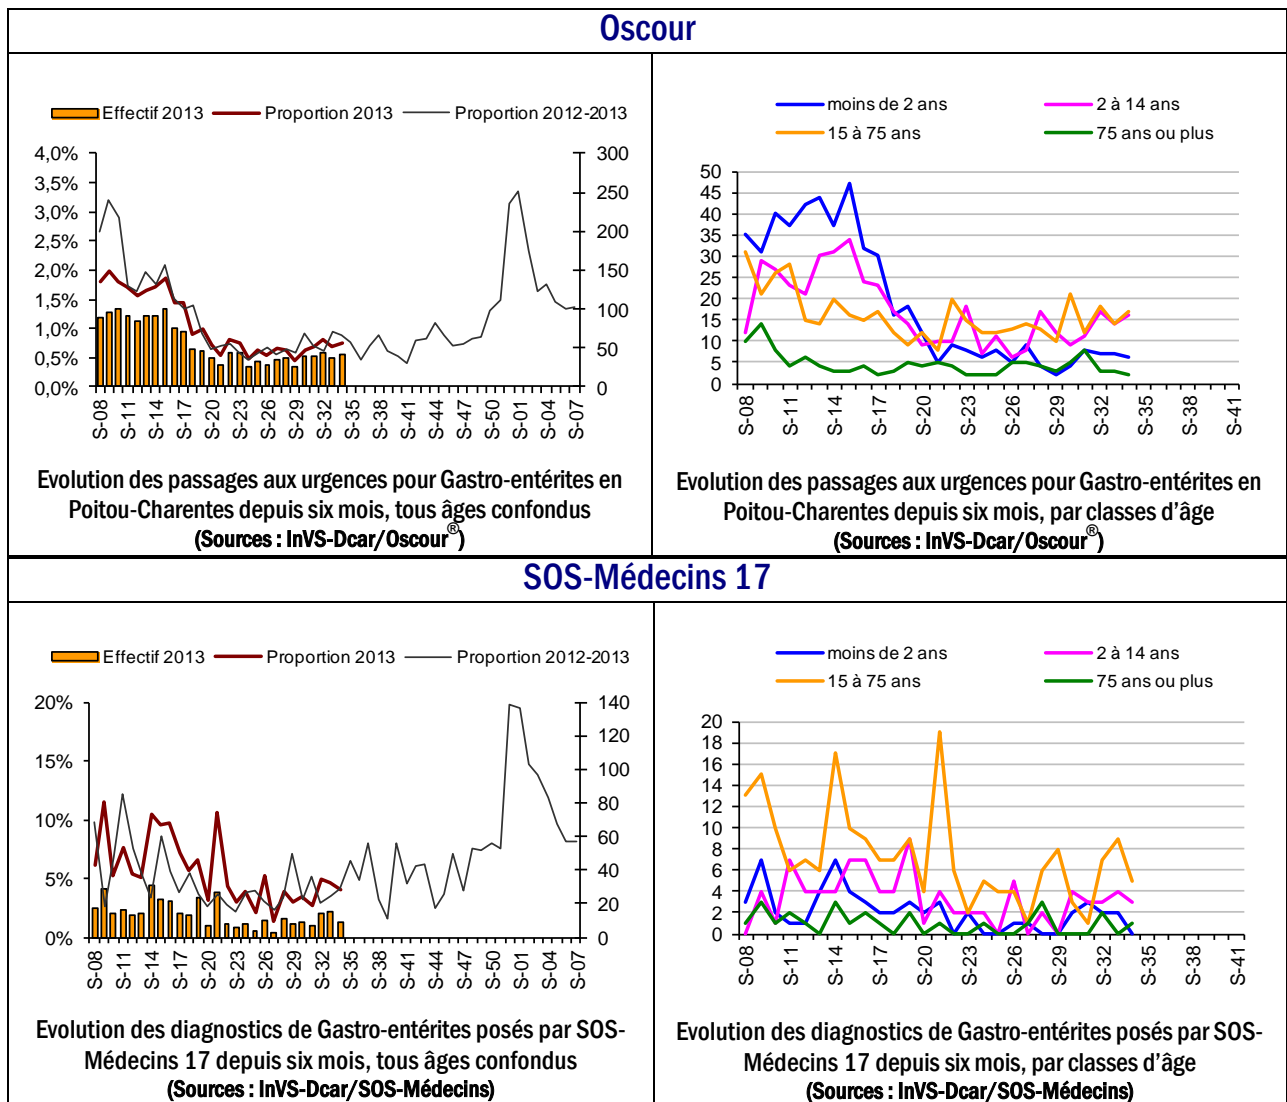 Oscour
Effectif 2013 Proportion 2013 Proportion 2012-2013
4,0%
3,5%
3,0%
2,5%
2,0%
1,5%
1,0%
0,5%
0,0%
300
250
200
150
100
50
0
S-08 S-11 S-14 S-17 S-20 S-23 S-26 S-29 S-32 S-35 S-38 S-41 S-44 S-47 S-50 S-01 S-04 S-07
Evolution des passages aux urgences pour Gastro-entérites en
Poitou-Charentes depuis six mois, tous âges confondus
(Sources : InVS-Dcar/Oscour®)
moins de 2 ans 2 à 14 ans
15 à 75 ans 75 ans ou plus
50
45
40
35
30
25
20
15
10
5
0
S-08 S-11 S-14 S-17 S-20 S-23 S-26 S-29 S-32 S-35 S-38 S-41
Evolution des passages aux urgences pour Gastro-entérites en
Poitou-Charentes depuis six mois, par classes d'âge
(Sources : InVS-Dcar/Oscour®)
SOS-Médecins 17
Effectif 2013 Proportion 2013 Proportion 2012-2013
20%
15%
10%
5%
0%
140
120
100
80
60
40
20
0
S-08 S-11 S-14 S-17 S-20 S-23 S-26 S-29 S-32 S-35 S-38 S-41 S-44 S-47 S-50 S-01 S-04 S-07
Evolution des diagnostics de Gastro-entérites posés par SOS-
Médecins 17 depuis six mois, tous âges confondus
(Sources : InVS-Dcar/SOS-Médecins)
moins de 2 ans 2 à 14 ans
15 à 75 ans 75 ans ou plus
20
18
16
14
12
10
8
6
4
2
0
S-08 S-11 S-14 S-17 S-20 S-23 S-26 S-29 S-32 S-35 S-38 S-41
Evolution des diagnostics de Gastro-entérites posés par SOS-
Médecins 17 depuis six mois, par classes d'âge
(Sources : InVS-Dcar/SOS-Médecins)